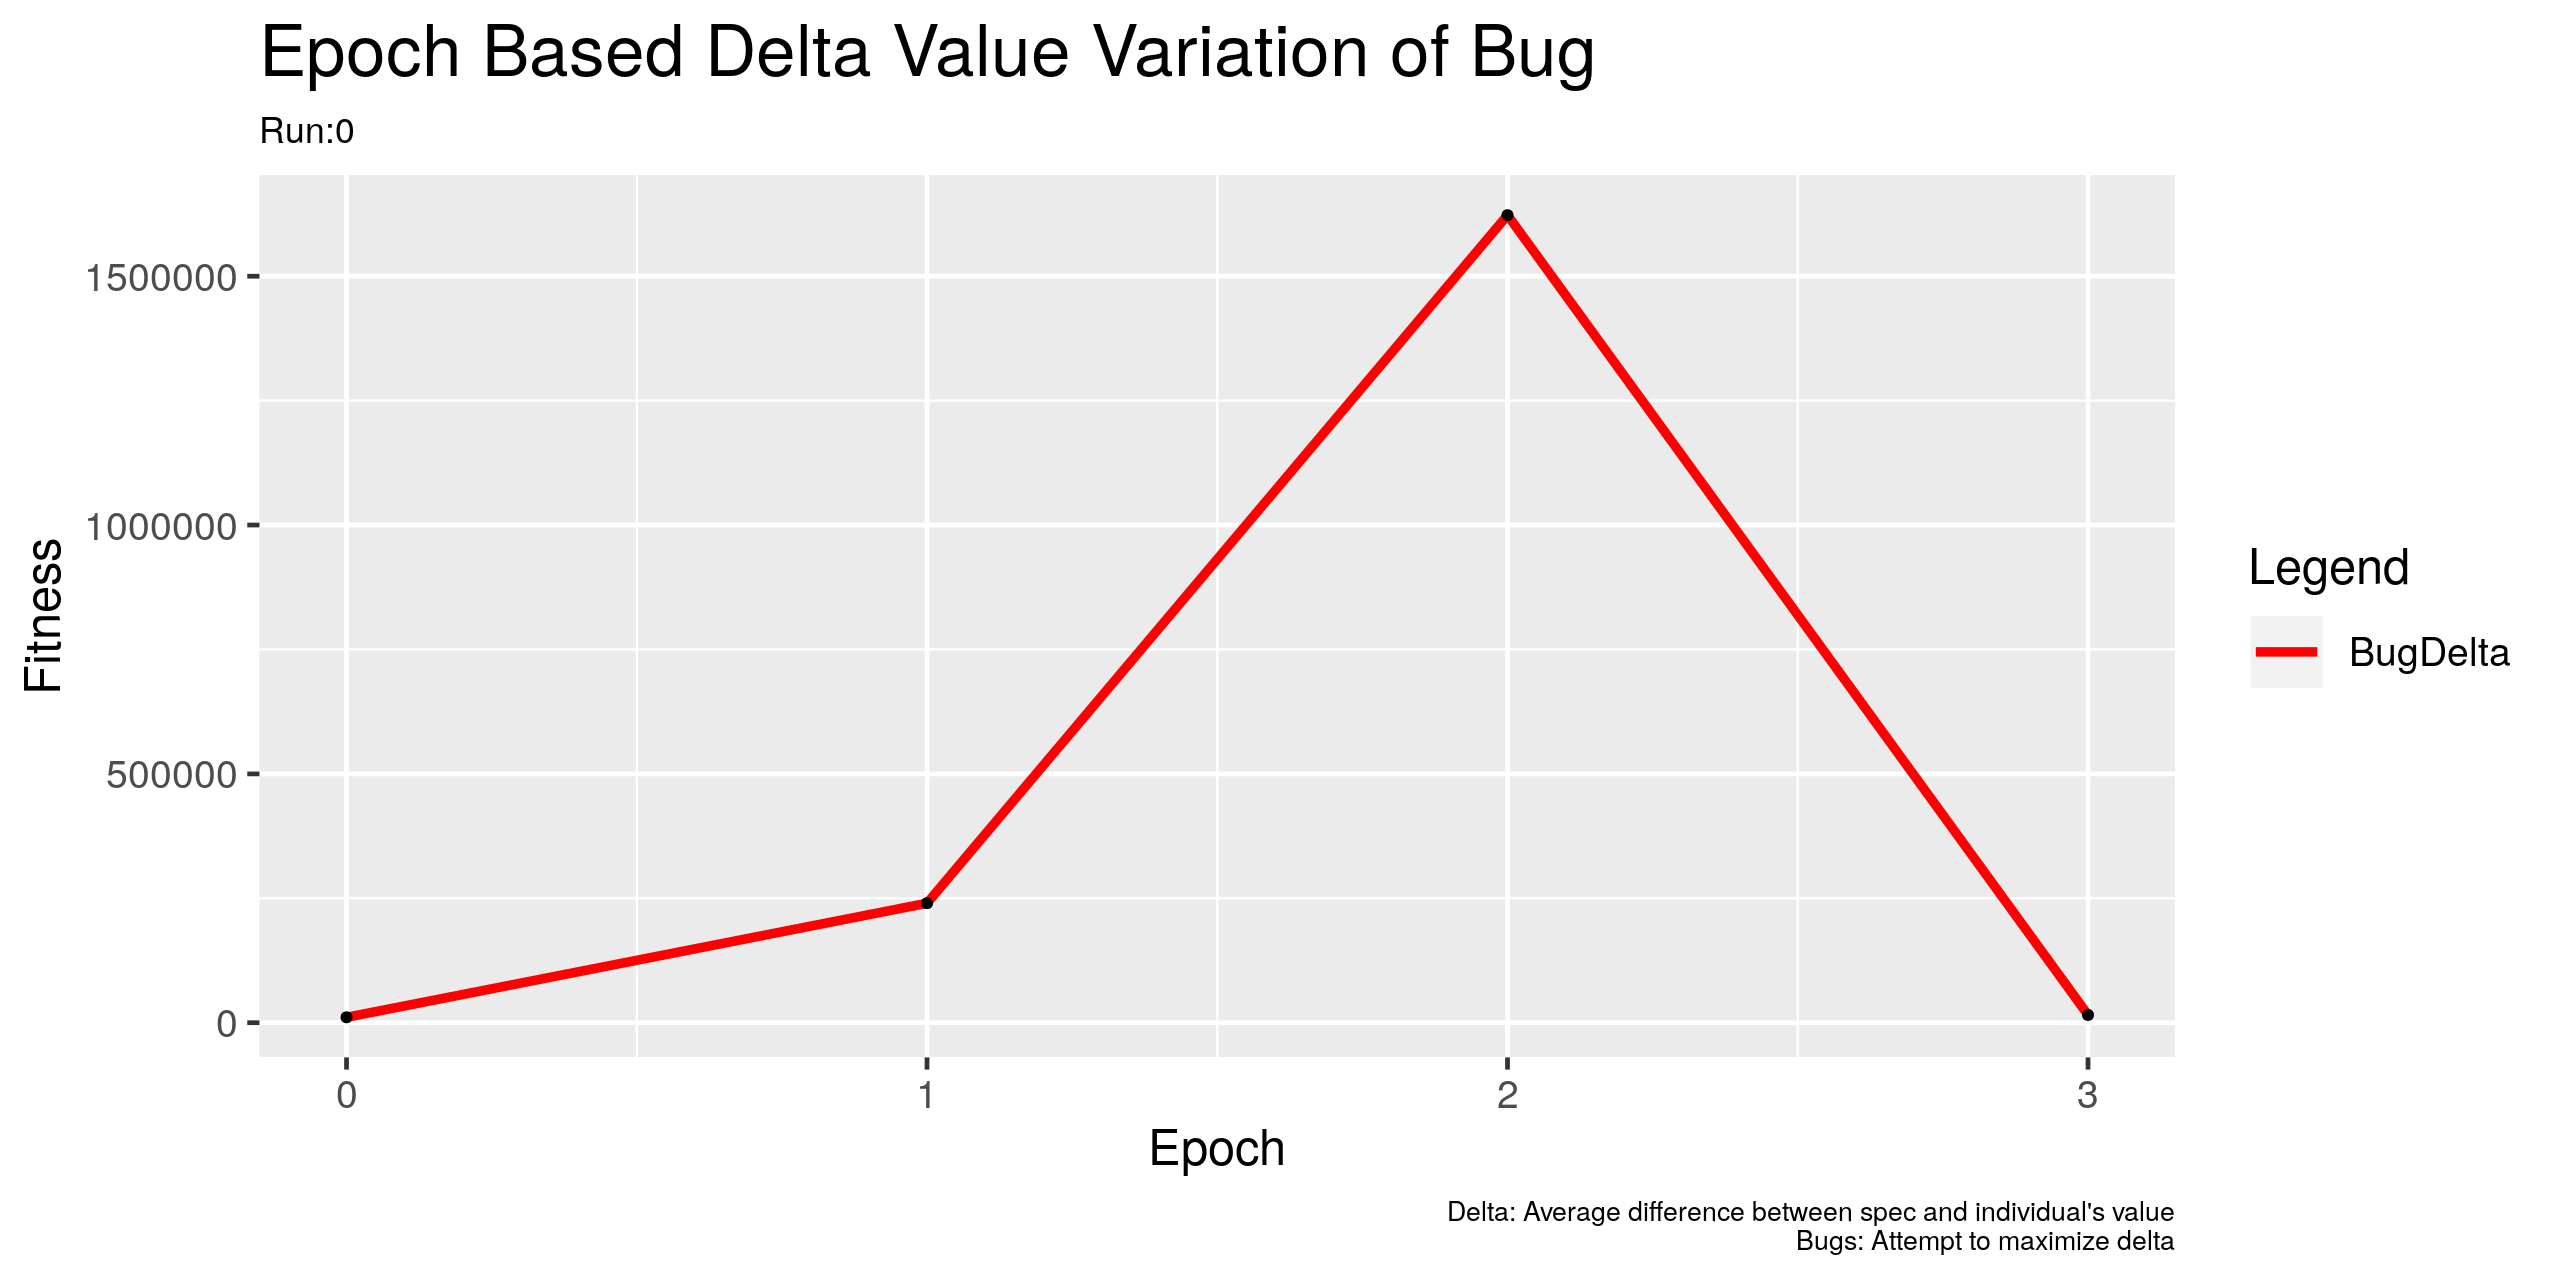 Epoch Based Delta Value Variation of Bug
Run:0
1500000
1000000
500000
0
Fitness
0
1
2
3
Epoch
Legend
BugDelta
Delta: Average difference between spec and individual's value
Bugs: Attempt to maximize delta